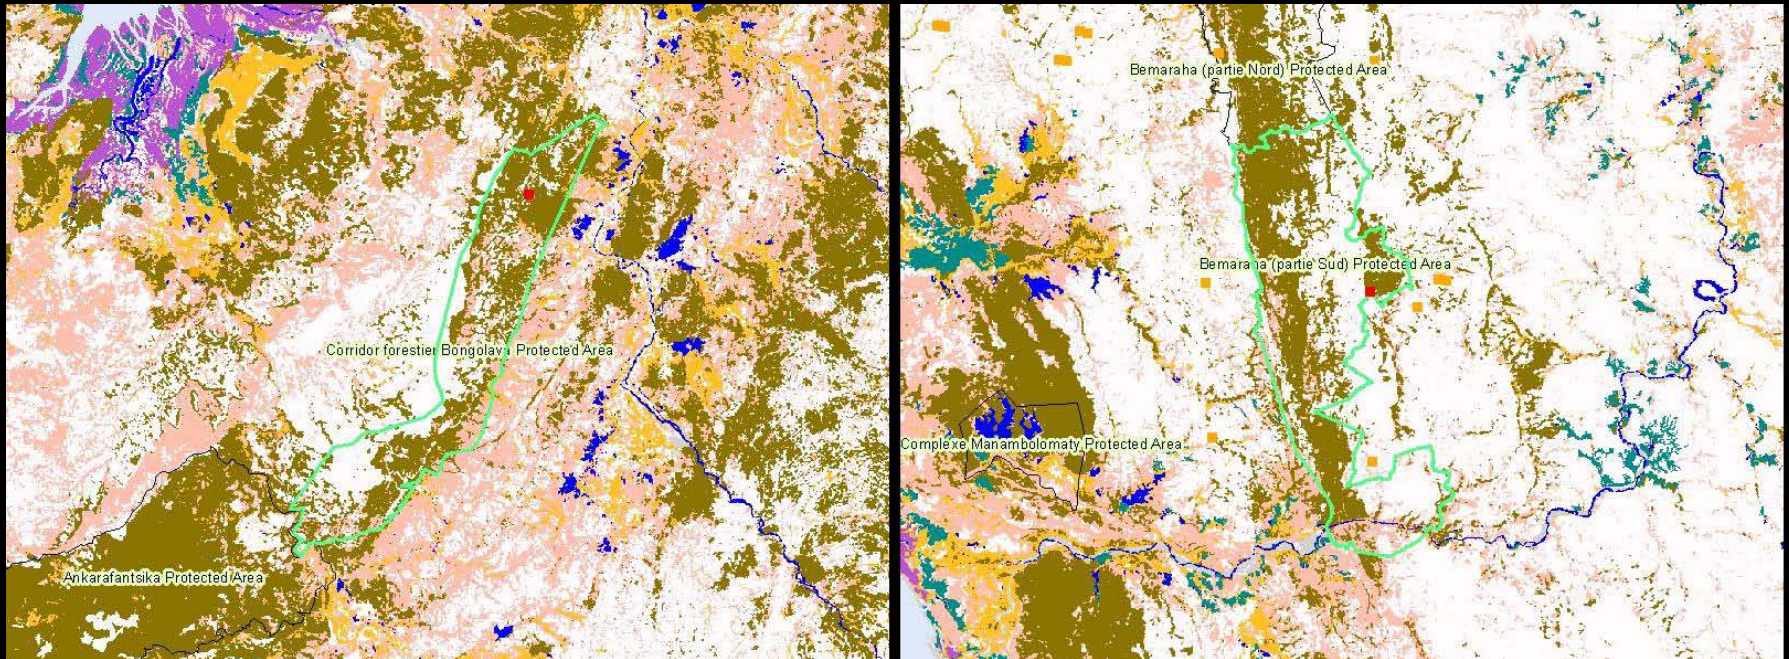 Bemaraha (partie Nord) Protected Area
Bemaraha (partie Sud) Protected Area
Corridor forestier Bongolava Protected Area
Complexe Manambolomaty Protected Area
Ankarafantsika Protected Area